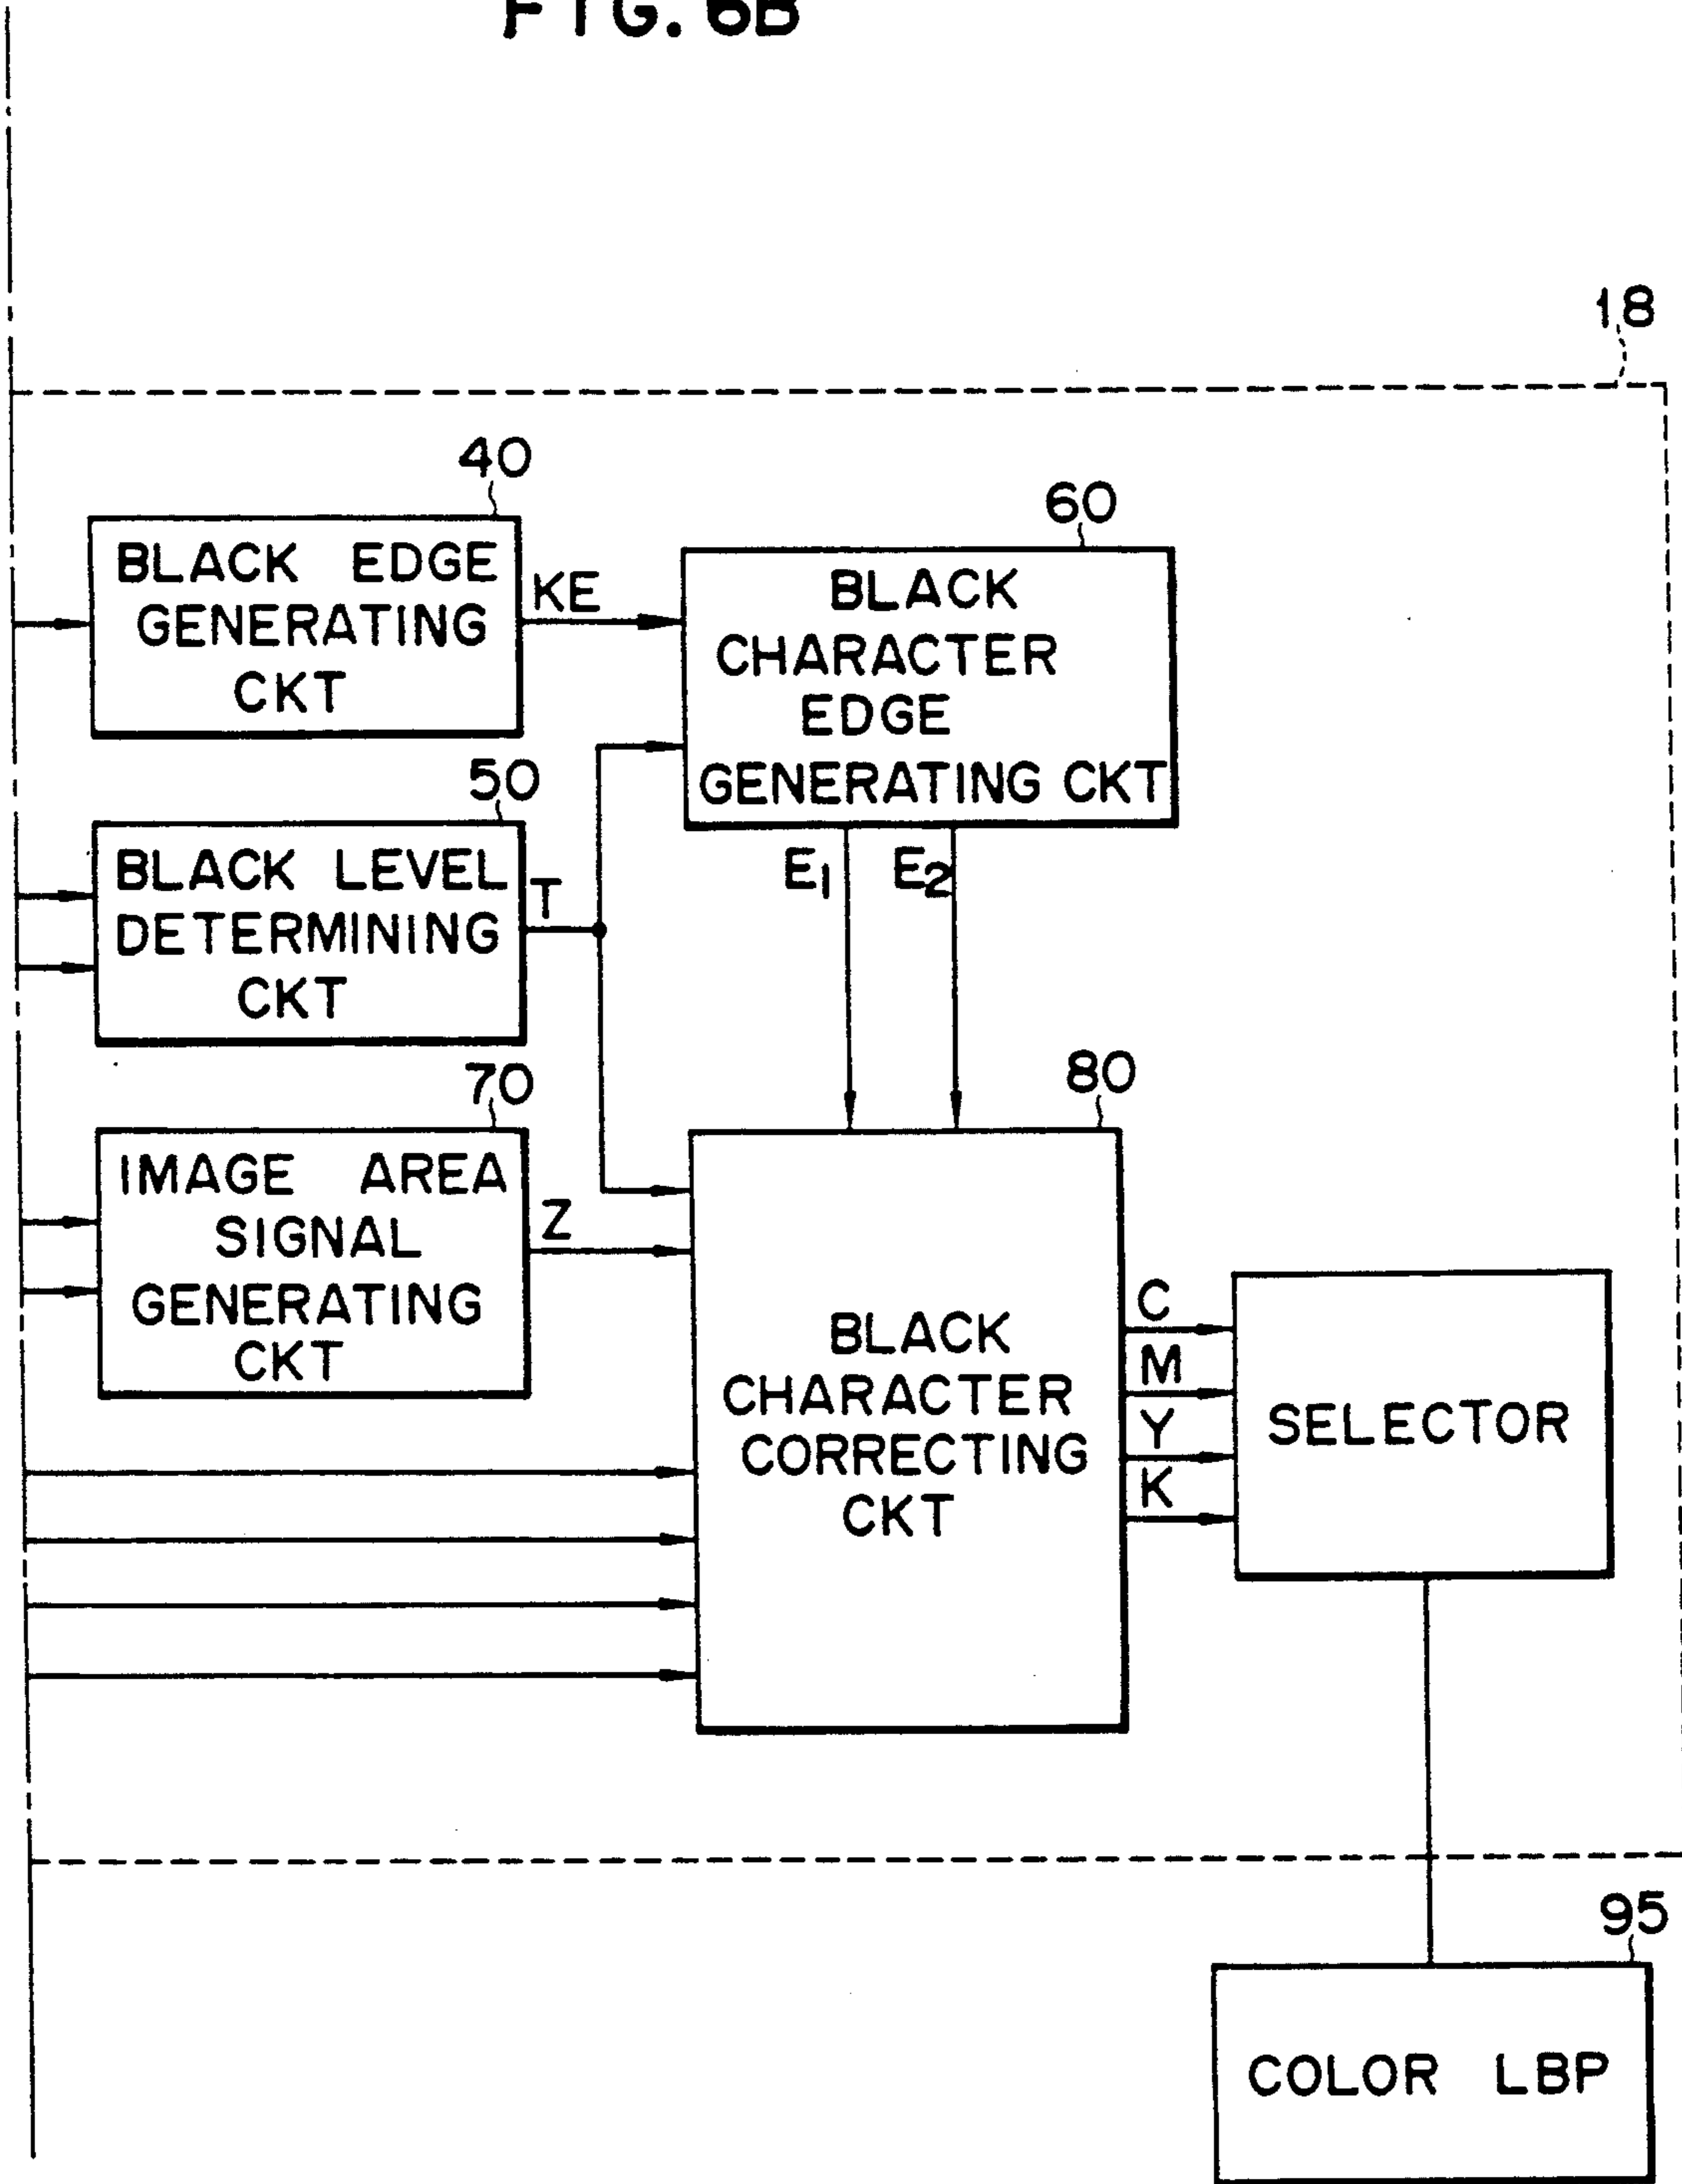 FIG. 6B
18
40
BLACK EDGE
GENERATING
CKT
KE
60
BLACK
CHARACTER
EDGE
GENERATING CKT
50
BLACK LEVEL
DETERMINING
CKT
T
E1 E2
70
IMAGE AREA
SIGNAL
GENERATING
CKT
Z
80
BLACK
CHARACTER
CORRECTING
CKT
C
M
Y
K
SELECTOR
95
COLOR LBP